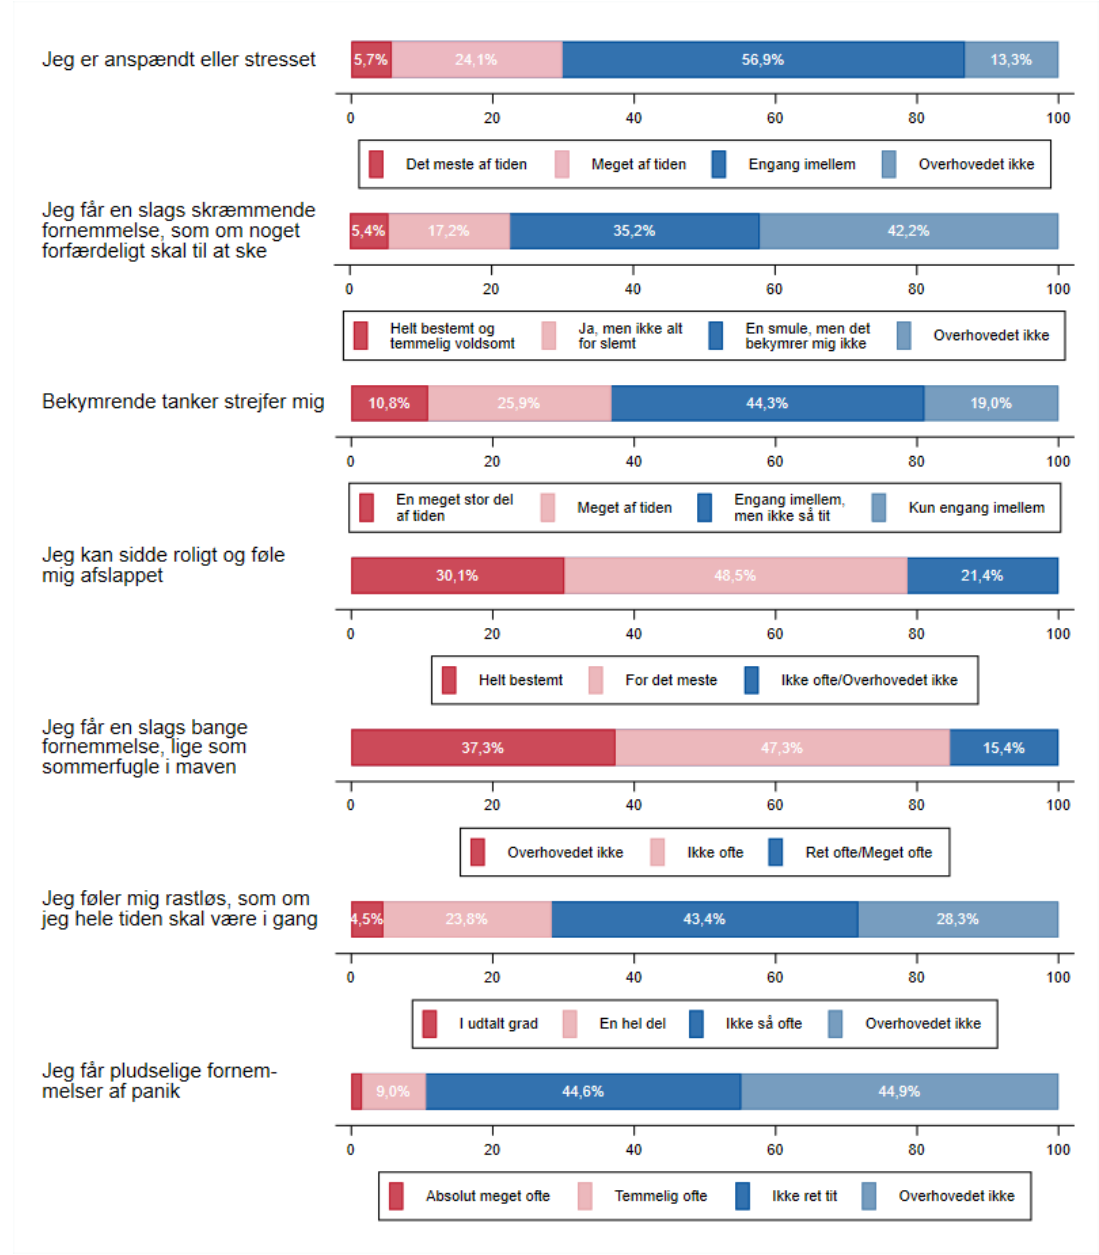 Jeg er anspændt eller stresset
5,7% 24,1% 56,9% 13,3%
0 20 40 60 80 100
Det meste af tiden Meget af tiden Engang imellem Overhovedet ikke
Jeg får en slags skræmmende
fornemmelse, som om noget
forfærdeligt skal til at ske
5,4% 17,2% 35,2% 42,2%
0 20 40 60 80 100
Helt bestemt og Ja, men ikke alt En smule, men det
temmelig voldsomt for slemt bekymrer mig ikke Overhovedet ikke
Bekymrende tanker strejfer mig
10,8% 25,9% 44,3% 19,0%
0 20 40 60 80 100
En meget stor del Meget af tiden Engang imellem, Kun engang imellem
af tiden men ikke så tit
Jeg kan sidde roligt og føle
mig afslappet
30,1% 48,5% 21,4%
0 20 40 60 80 100
Helt bestemt For det meste Ikke ofte/Overhovedet ikke
Jeg får en slags bange
fornemmelse, lige som
sommerfugle i maven
37,3% 47,3% 15,4%
0 20 40 60 80 100
Overhovedet ikke Ikke ofte Ret ofte/Meget ofte
Jeg føler mig rastløs, som om
jeg hele tiden skal være i gang
4,5% 23,8% 43,4% 28,3%
0 20 40 60 80 100
I udtalt grad En hel del Ikke så ofte Overhovedet ikke
Jeg får pludselige fornem-
melser af panik
9,0% 44,6% 44,9%
0 20 40 60 80 100
Absolut meget ofte Temmelig ofte Ikke ret tit Overhovedet ikke